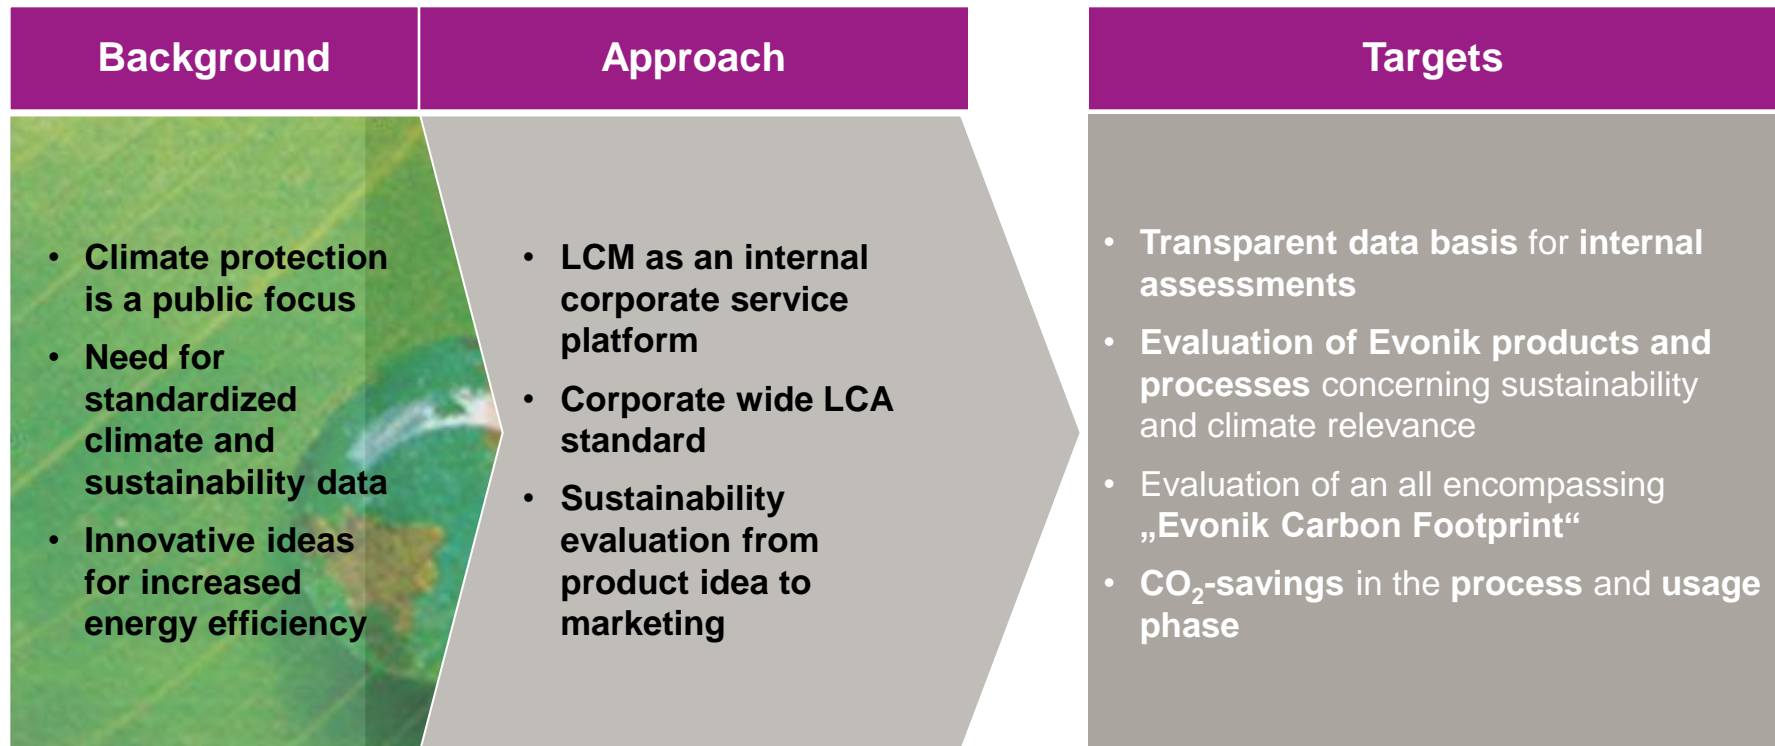 Background
Approach
Targets
• Climate protection
is a public focus
• Need for
standardized
climate and
sustainability data
• Innovative ideas
for increased
energy efficiency
• LCM as an internal
corporate service
platform
• Corporate wide LCA
standard
• Sustainability
evaluation from
product idea to
marketing
• Transparent data basis for internal
assessments
• Evaluation of Evonik products and
processes concerning sustainability
and climate relevance
• Evaluation of an all encompassing
„Evonik Carbon Footprint“
• CO₂-savings in the process and usage
phase